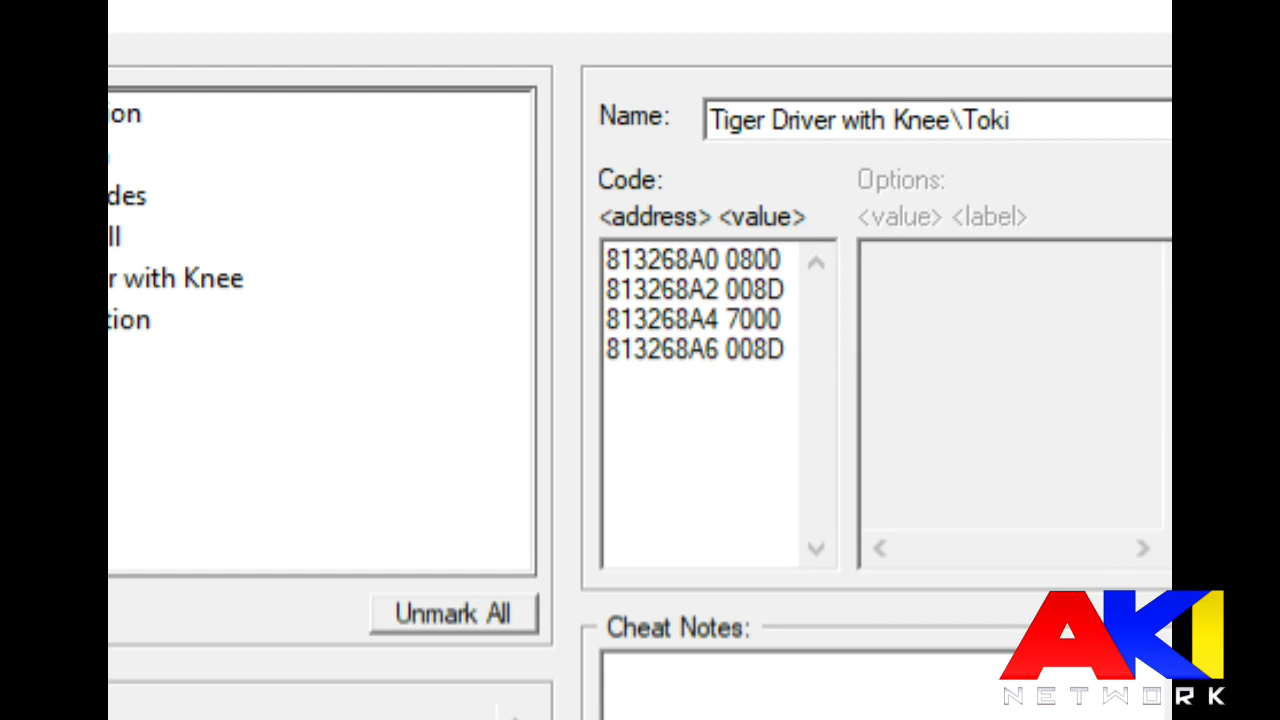 ion
des
ll
r with Knee
tion
Unmark All
Name:
Tiger Driver with Knee\Toki
Code:
<address> <value>
813268A0 0800
813268A2 008D
813268A4 7000
813268A6 008D
Options:
<value> <label>
Cheat Notes:
AKI
NETWORK